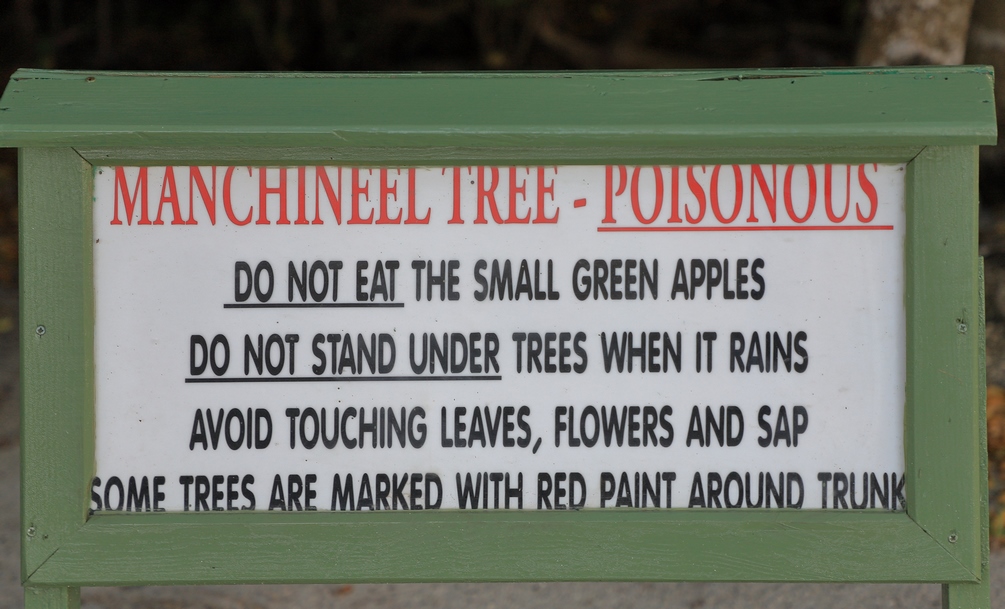 MANCHINEEL TREE - POISONOUS
DO NOT EAT THE SMALL GREEN APPLES
DO NOT STAND UNDER TREES WHEN IT RAINS
AVOID TOUCHING LEAVES, FLOWERS AND SAP
SOME TREES ARE MARKED WITH RED PAINT AROUND TRUNK